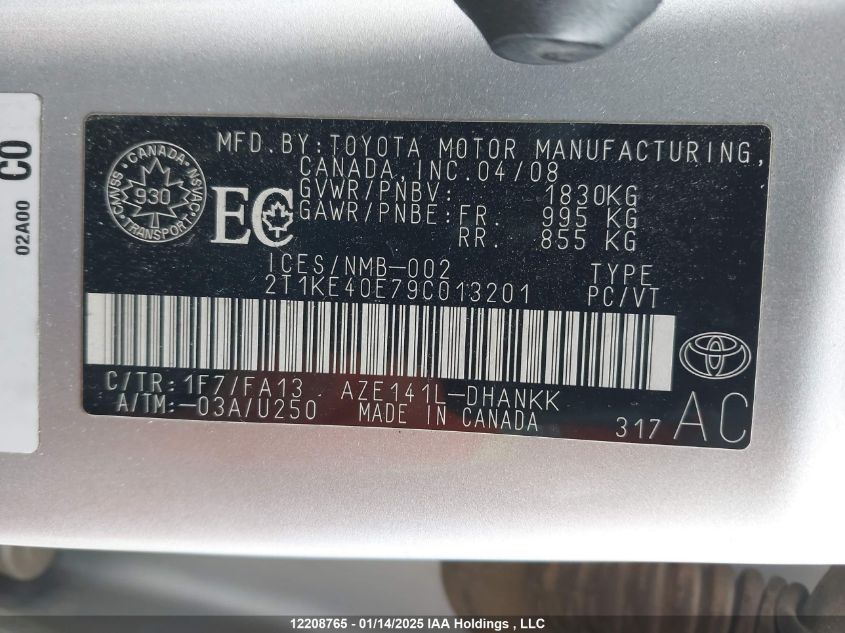 CO
02A00
CANADA
CMVSS
NSVAC
930
TRANSPORT
EC
MFD.BY:TOYOTA MOTOR MANUFACTURING,
CANADA,INC.04/08
GVWR/PNBV: 1830KG
GAWR/PNBE:FR. 995 KG
RR. 855 KG
ICES/NMB-002 TYPE
2T1KE40E79C013201 PC/VT
C/TR:1F7/FA13 AZE141L-DHANKK
A/TM:-03A/U250 MADE IN CANADA
317 AC
12208765 - 01/14/2025 IAA Holdings , LLC